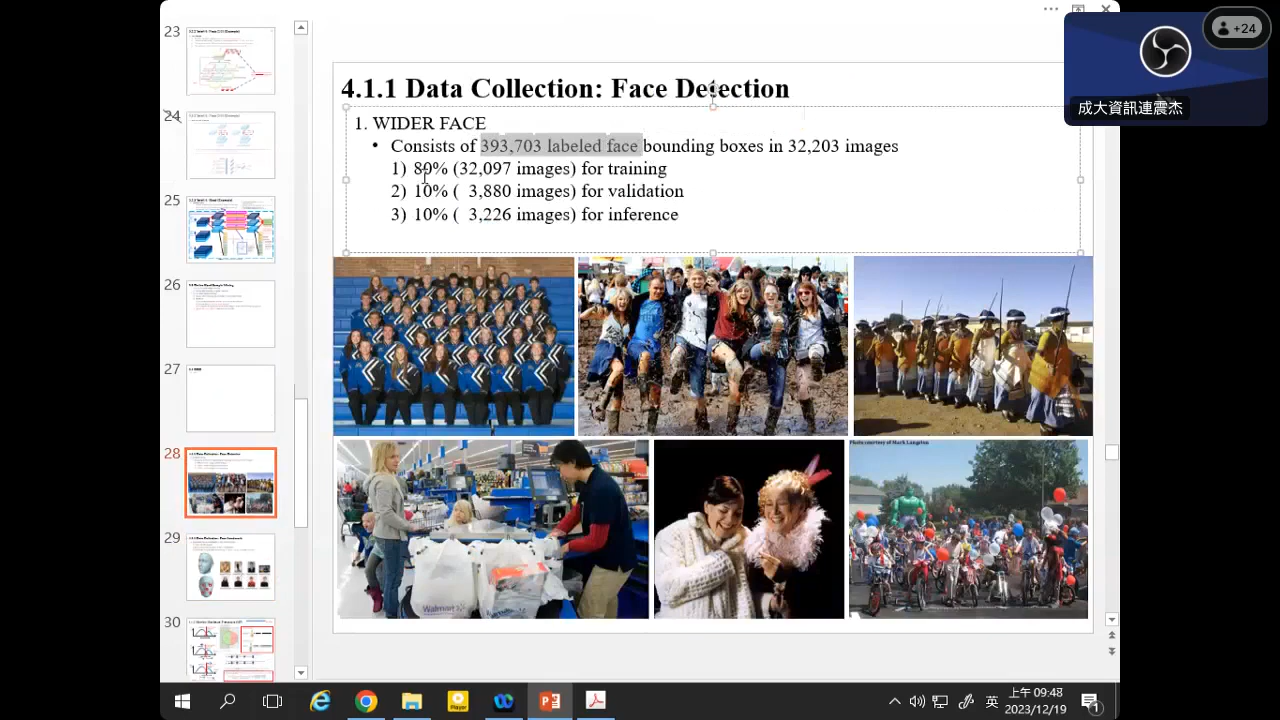 +24
成大資訊連震杰
23
24
25
26
27
28
29
30
4.1.1 Data Collection: Face Detection
1. WIDER FACE
• Consists of 393,703 labeled face bounding boxes in 32,203 images
1) 80% (32,097 images) for training
2) 10% ( 3,880 images) for validation
3) 10% ( 3,226 images) for inference
Photo courtesy of Mark Langdon
Walmart
英
上午 09:48
2023/12/19
1